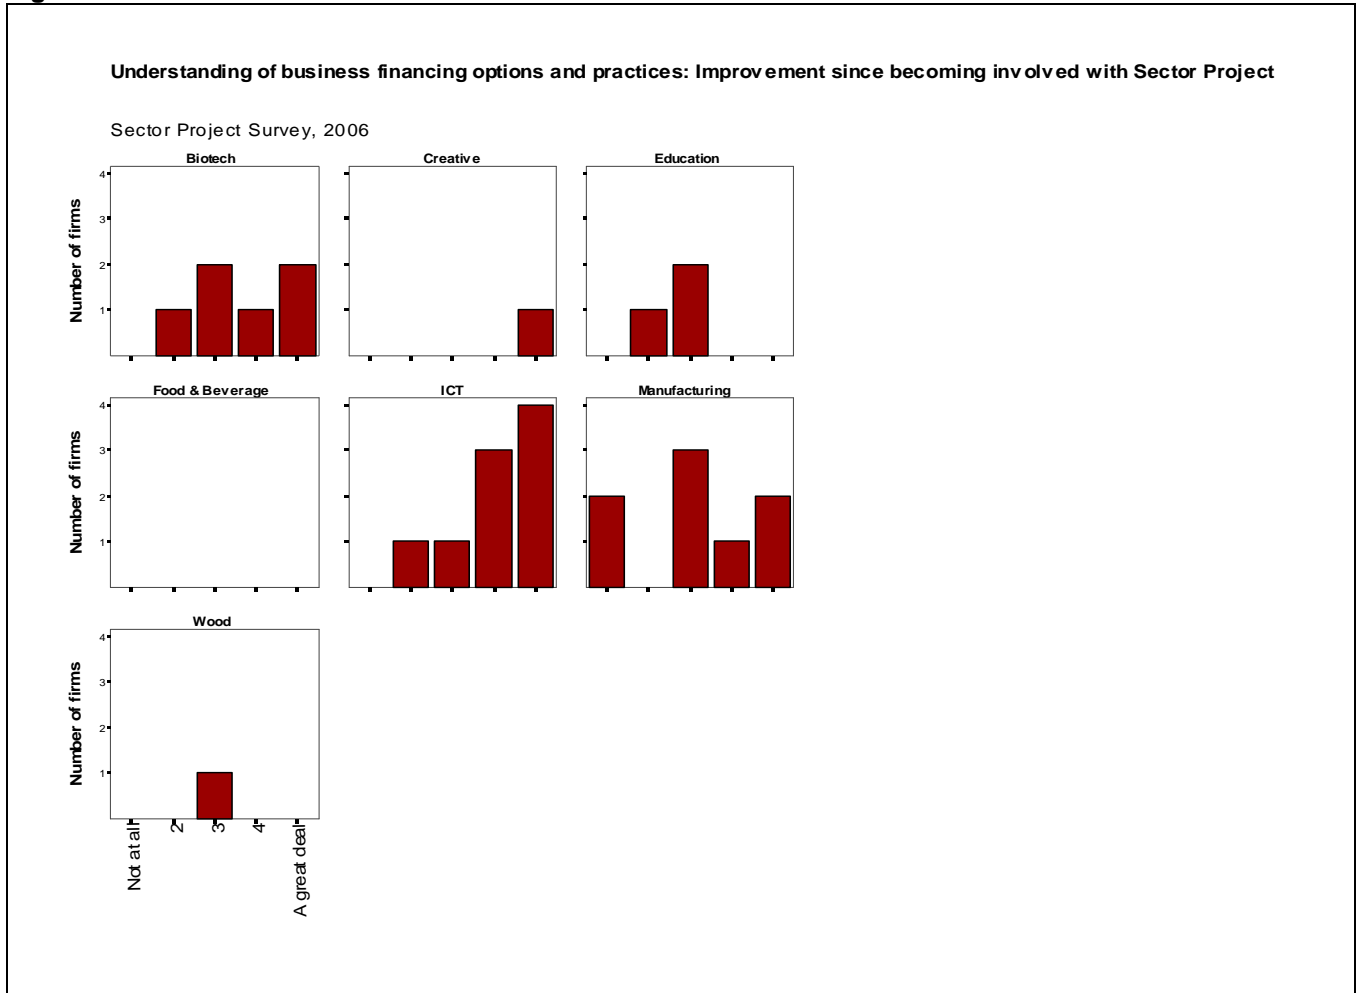 Understanding of business financing options and practices: Improvement since becoming involved with Sector Project
Sector Project Survey, 2006
Biotech
Creative
Education
Number of firms
4
3
2
1
Food & Beverage
ICT
Manufacturing
Number of firms
4
3
2
1
Wood
Number of firms
4
3
2
1
Not at all
2
3
4
A great deal